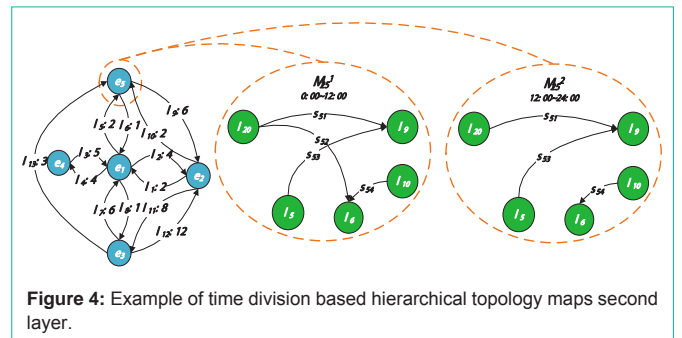 e5
l5: 2
l6: 1
l9: 6
l10: 2
l13: 3
l3: 5
l2: 4
e4
e1
e2
l4: 4
l1: 2
l7: 6
l8: 1
l11: 8
l12: 12
e3
M25^1
0: 00~12: 00
l20
s51
l9
s52
s53
l10
s54
l5
l6
M25^2
12: 00~24: 00
l20
s51
l9
s53
l10
s54
l5
l6
Figure 4: Example of time division based hierarchical topology maps second
layer.